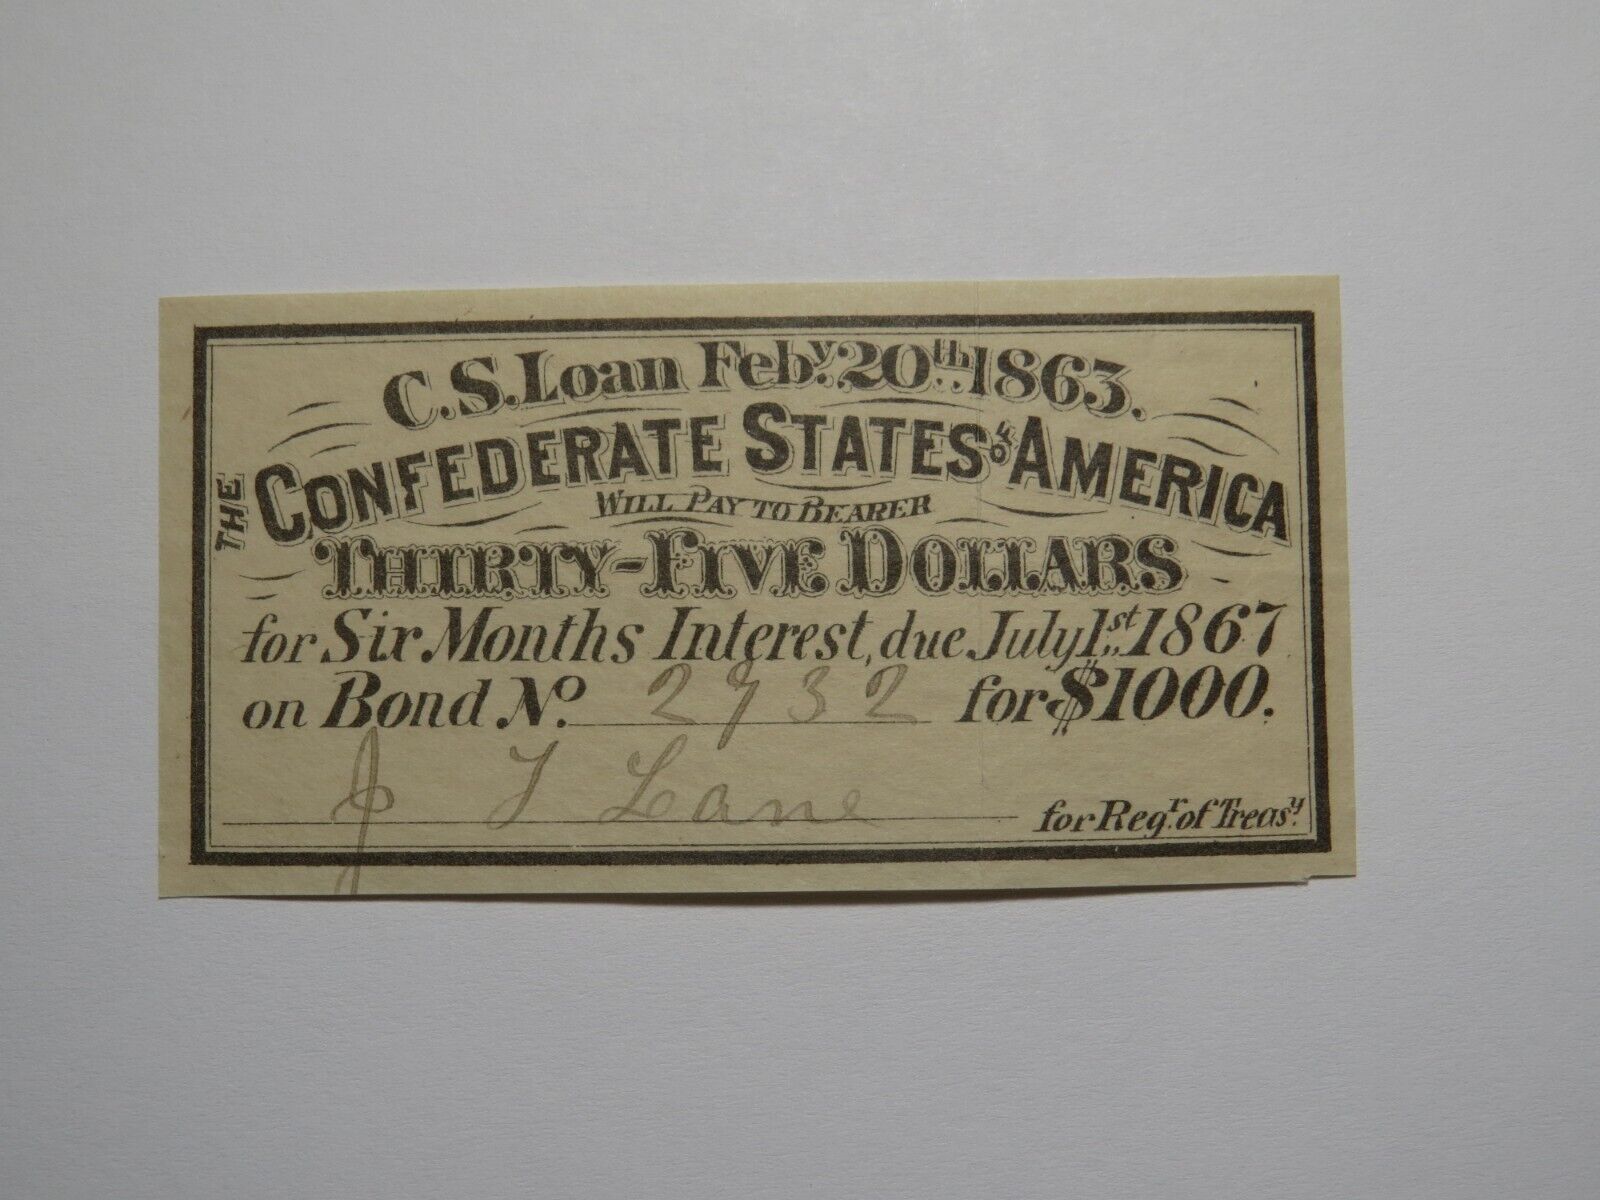 C.S. Loan Feby. 20th. 1863.
THE CONFEDERATE STATES OF AMERICA
WILL PAY TO BEARER
THIRTY-FIVE DOLLARS
for Six Months Interest, due July 1st 1867
on Bond No. 2932 for $1000.
J T Lane for Regr. of Treasy.